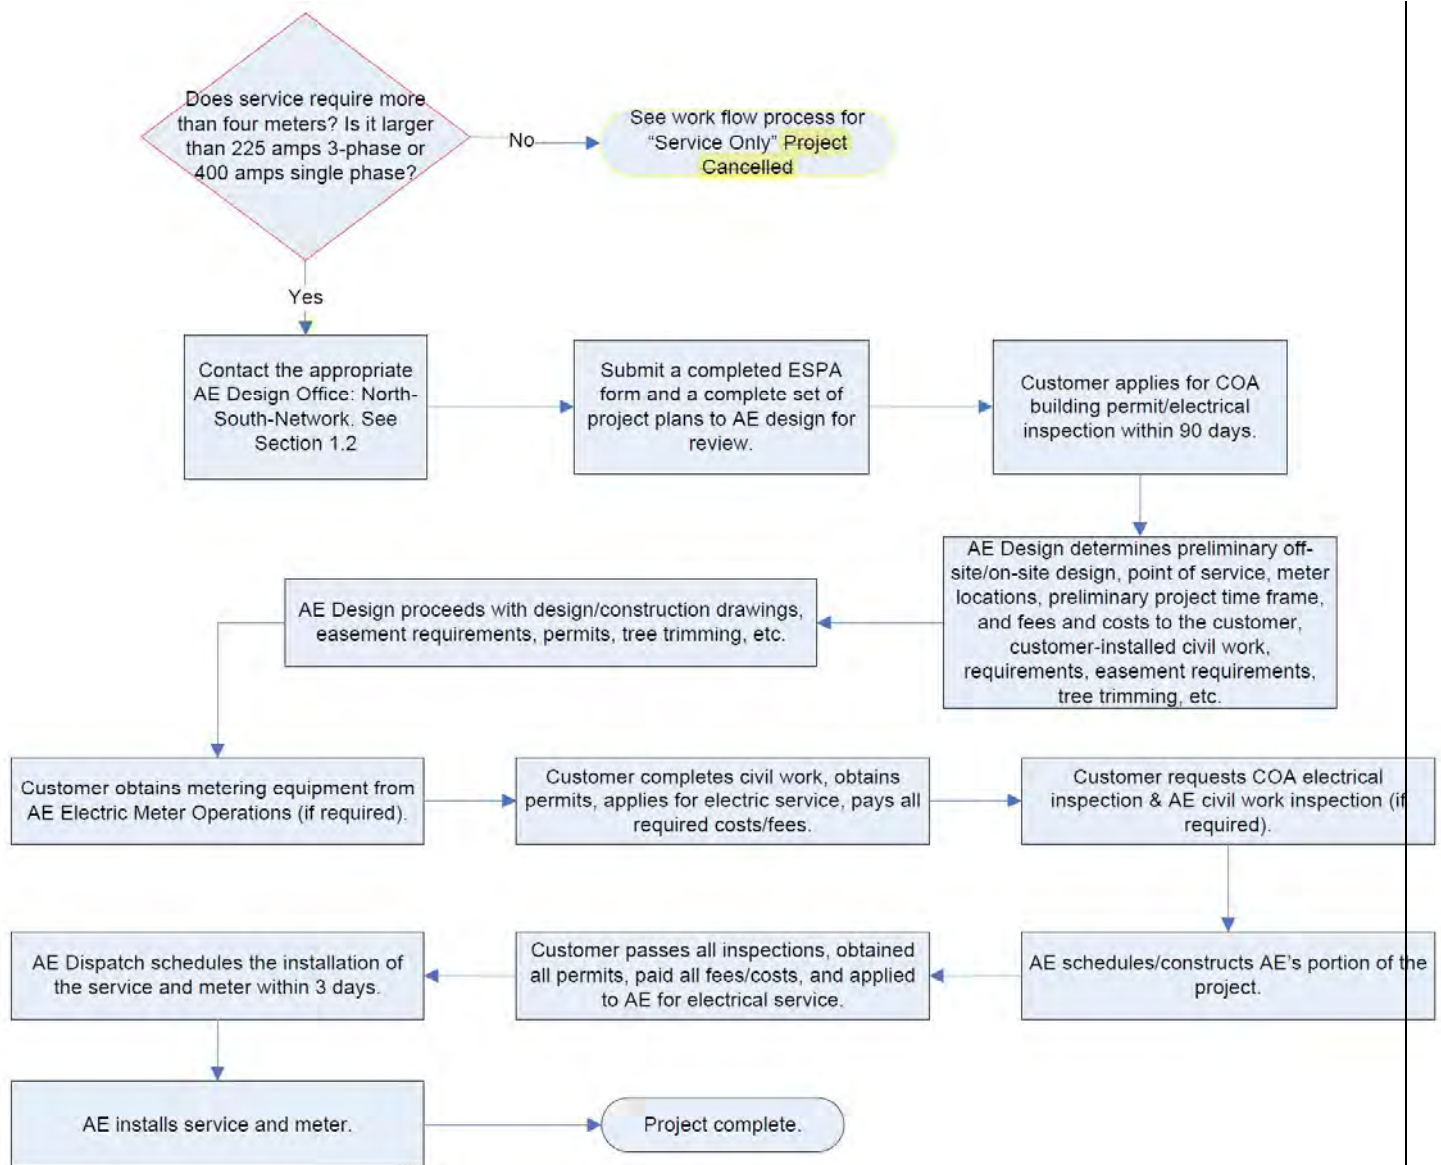 Does service require more
than four meters? Is it larger
than 225 amps 3-phase or
400 amps single phase?
No
See work flow process for
“Service Only” Project
Cancelled
Yes
Contact the appropriate
AE Design Office: North-
South-Network. See
Section 1.2
Submit a completed ESPA
form and a complete set of
project plans to AE design for
review.
Customer applies for COA
building permit/electrical
inspection within 90 days.
AE Design determines preliminary off-
site/on-site design, point of service, meter
locations, preliminary project time frame,
and fees and costs to the customer,
customer-installed civil work,
requirements, easement requirements,
tree trimming, etc.
AE Design proceeds with design/construction drawings,
easement requirements, permits, tree trimming, etc.
Customer obtains metering equipment from
AE Electric Meter Operations (if required).
Customer completes civil work, obtains
permits, applies for electric service, pays all
required costs/fees.
Customer requests COA electrical
inspection & AE civil work inspection (if
required).
AE schedules/constructs AE’s portion of the
project.
Customer passes all inspections, obtained
all permits, paid all fees/costs, and applied
to AE for electrical service.
AE Dispatch schedules the installation of
the service and meter within 3 days.
AE installs service and meter.
Project complete.